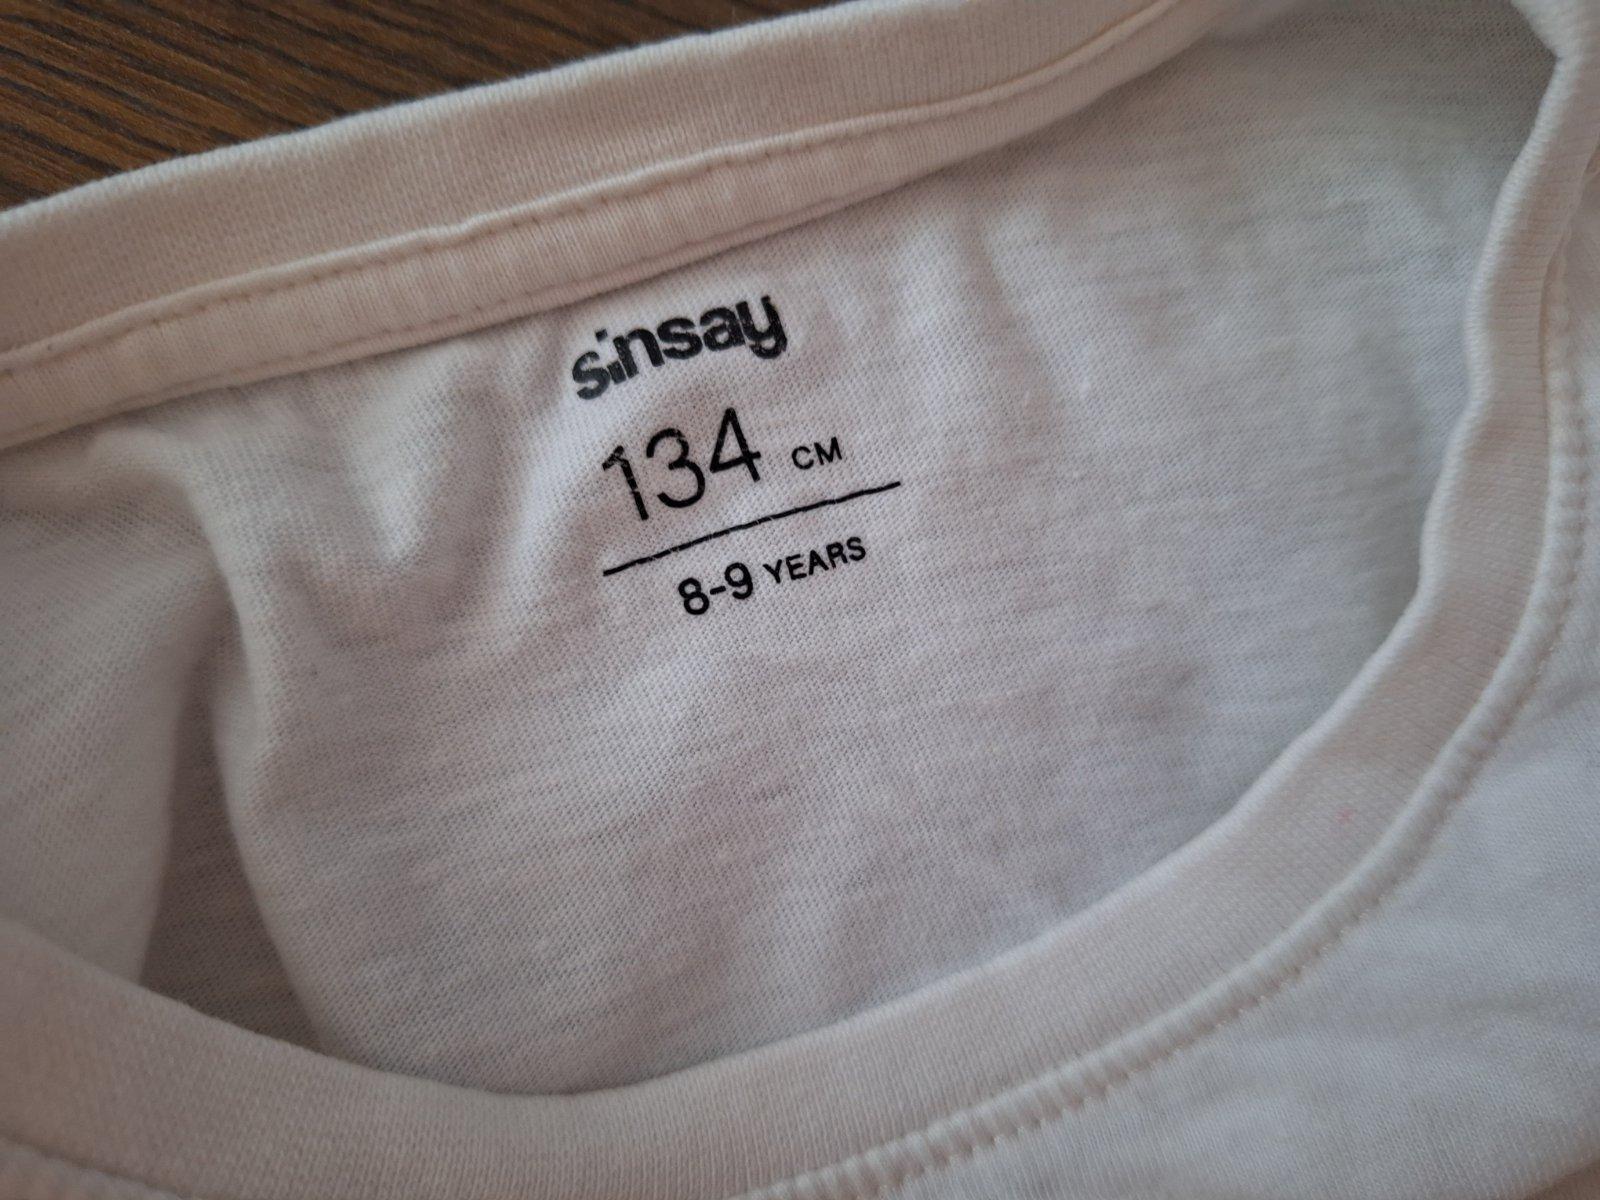 sinsay
134 CM
8-9 YEARS